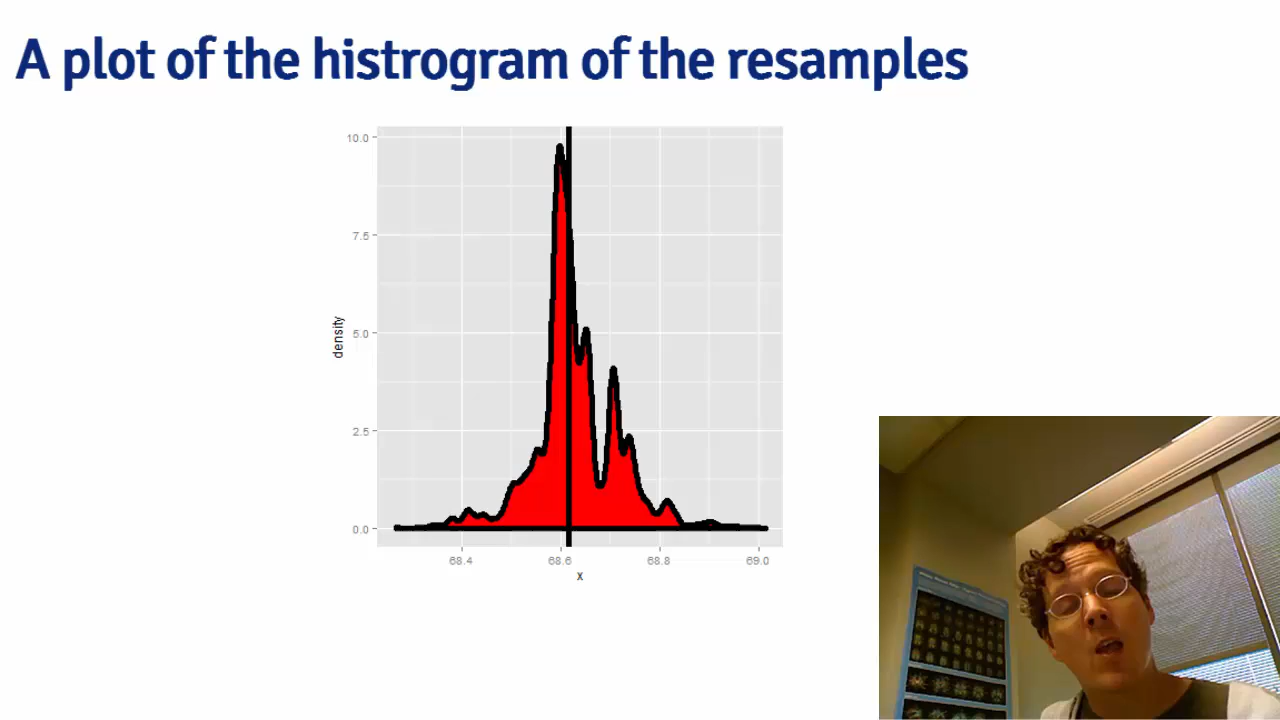 A plot of the histrogram of the resamples
10.0
7.5
5.0
2.5
0.0
density
68.4 68.6 68.8 69.0
x